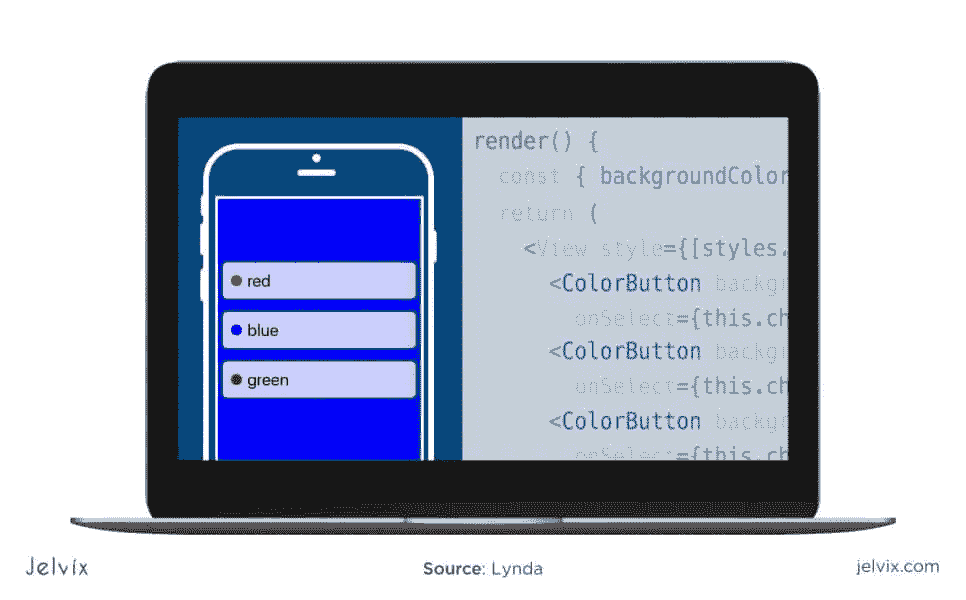 red
blue
green
render() {
const { backgroundColor
return (
<View style={[styles.
<ColorButton backgr
onSelect={this.ch
<ColorButton backgr
onSelect={this.ch
<ColorButton backgr
onSelect={this.ch
Jelvix
Source: Lynda
jelvix.com